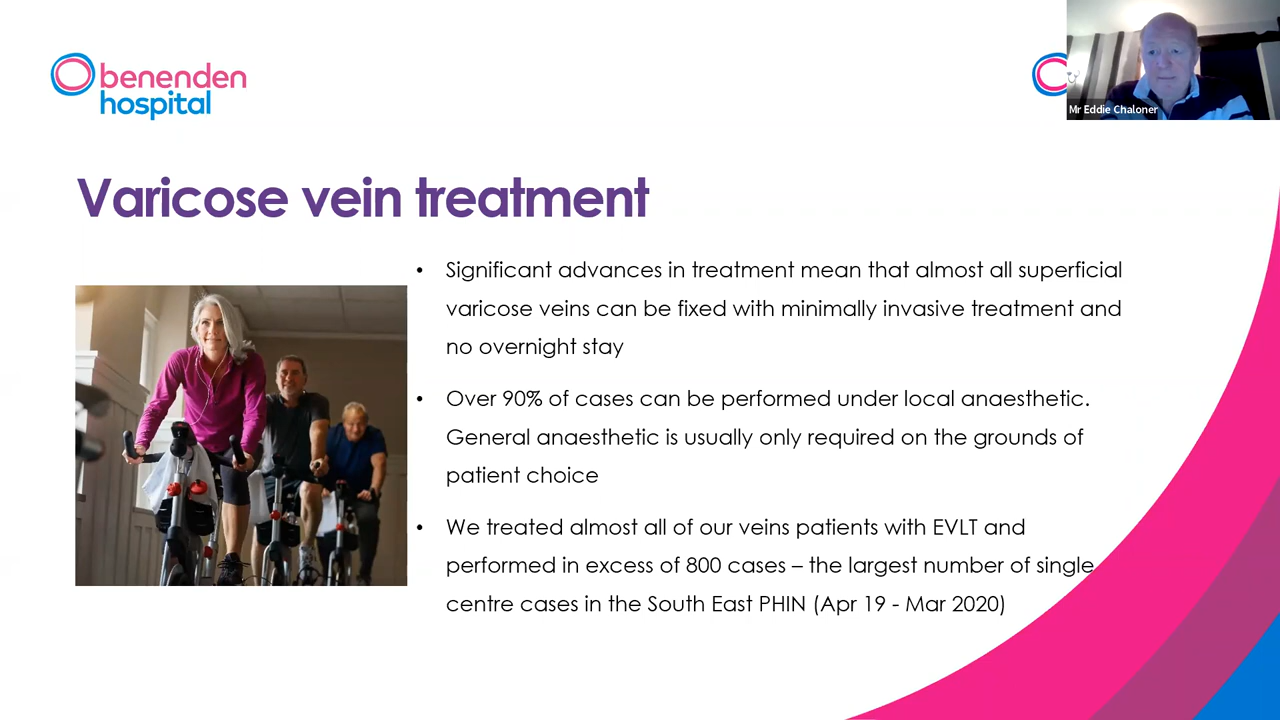 benenden
hospital
Mr Eddie Chaloner
Varicose vein treatment
• Significant advances in treatment mean that almost all superficial
varicose veins can be fixed with minimally invasive treatment and
no overnight stay
• Over 90% of cases can be performed under local anaesthetic.
General anaesthetic is usually only required on the grounds of
patient choice
• We treated almost all of our veins patients with EVLT and
performed in excess of 800 cases – the largest number of single
centre cases in the South East PHIN (Apr 19 - Mar 2020)